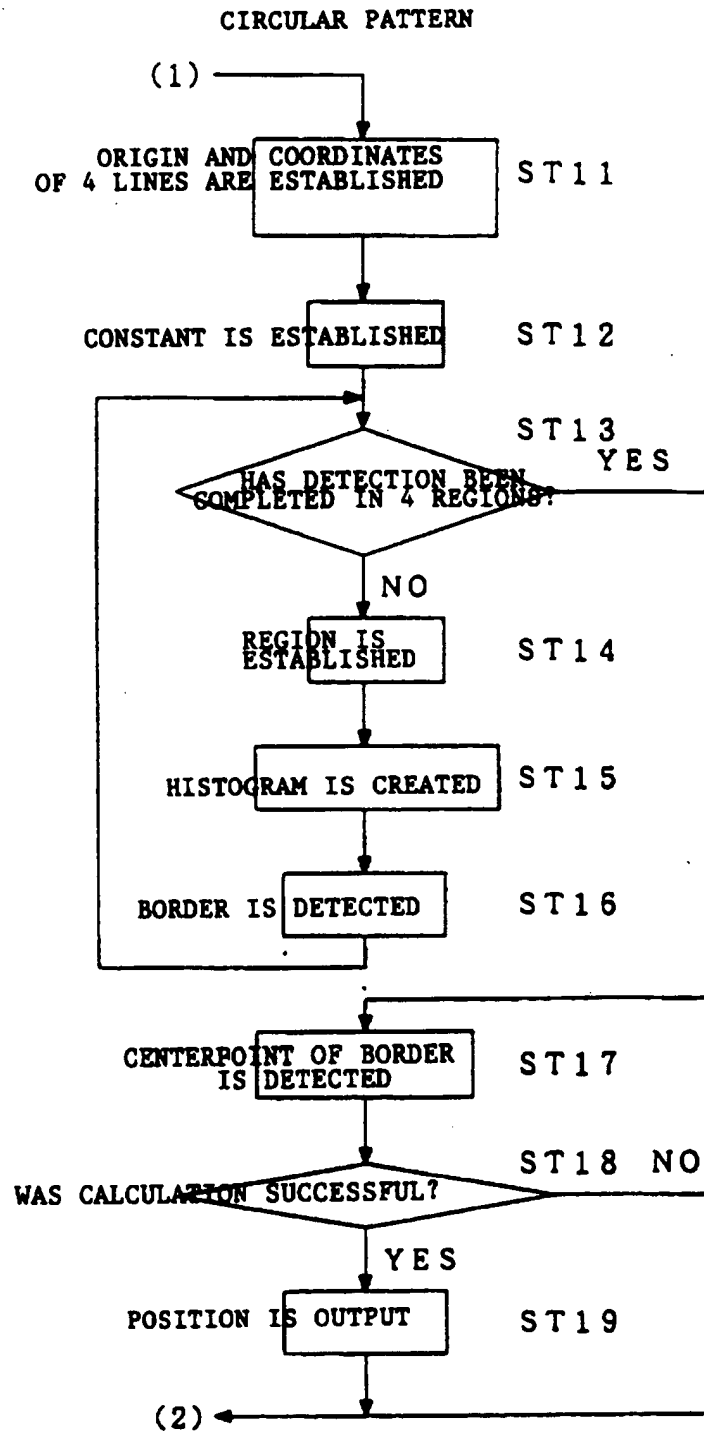 CIRCULAR PATTERN
(1)
ORIGIN AND COORDINATES
OF 4 LINES ARE ESTABLISHED
ST11
CONSTANT IS ESTABLISHED
ST12
ST13
YES
HAS DETECTION BEEN
COMPLETED IN 4 REGIONS?
NO
REGION IS
ESTABLISHED
ST14
HISTOGRAM IS CREATED
ST15
BORDER IS DETECTED
ST16
CENTERPOINT OF BORDER
IS DETECTED
ST17
ST18 NO
WAS CALCULATION SUCCESSFUL?
YES
POSITION IS OUTPUT
ST19
(2)